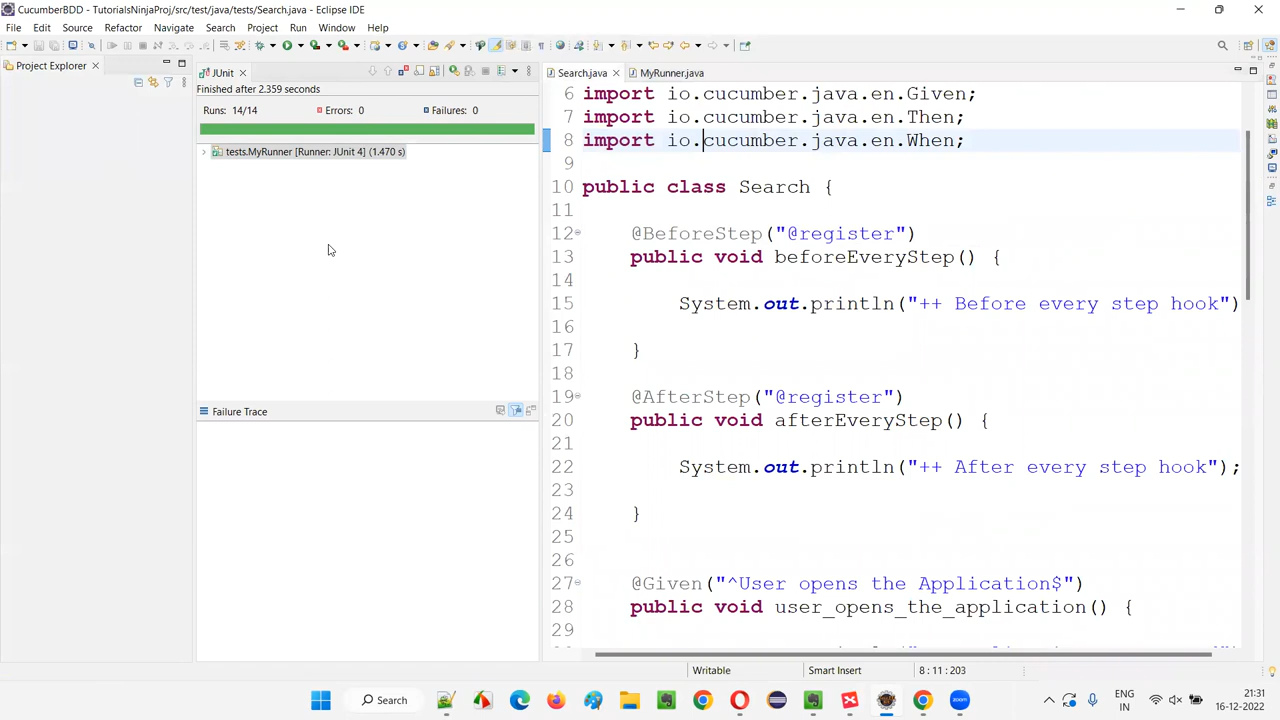 CucumberBDD - TutorialsNinjaProj/src/test/java/tests/Search.java - Eclipse IDE
File Edit Source Refactor Navigate Search Project Run Window Help
Project Explorer
JUnit
Search.java
MyRunner.java
Finished after 2.359 seconds
Runs: 14/14
Errors: 0
Failures: 0
tests.MyRunner [Runner: JUnit 4] (1.470 s)
Failure Trace
6 import io.cucumber.java.en.Given;
7 import io.cucumber.java.en.Then;
8 import io.cucumber.java.en.When;
9
10 public class Search {
11
12 @BeforeStep("@register")
13 public void beforeEveryStep() {
14
15 System.out.println("++ Before every step hook")
16
17 }
18
19 @AfterStep("@register")
20 public void afterEveryStep() {
21
22 System.out.println("++ After every step hook");
23
24 }
25
26
27 @Given("^User opens the Application$")
28 public void user_opens_the_application() {
29
Writable
Smart Insert
8 : 11 : 203
Search
ENG
IN
21:31
16-12-2022